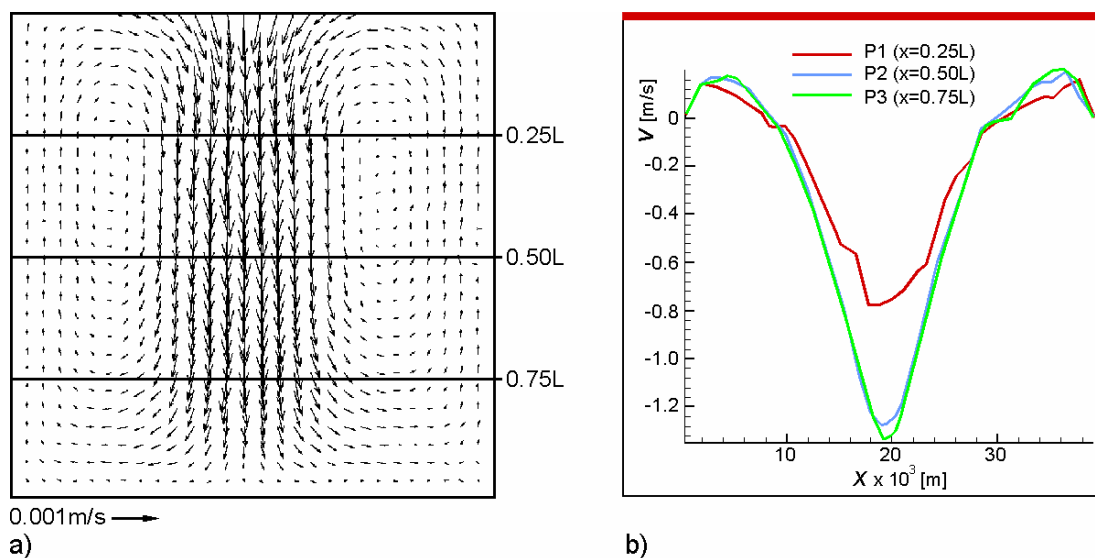 0.25L
0.50L
0.75L
0.001m/s
a)
P1 (x=0.25L)
P2 (x=0.50L)
P3 (x=0.75L)
V [m/s]
0
-0.2
-0.4
-0.6
-0.8
-1.0
-1.2
10
20
30
X x 10³ [m]
b)